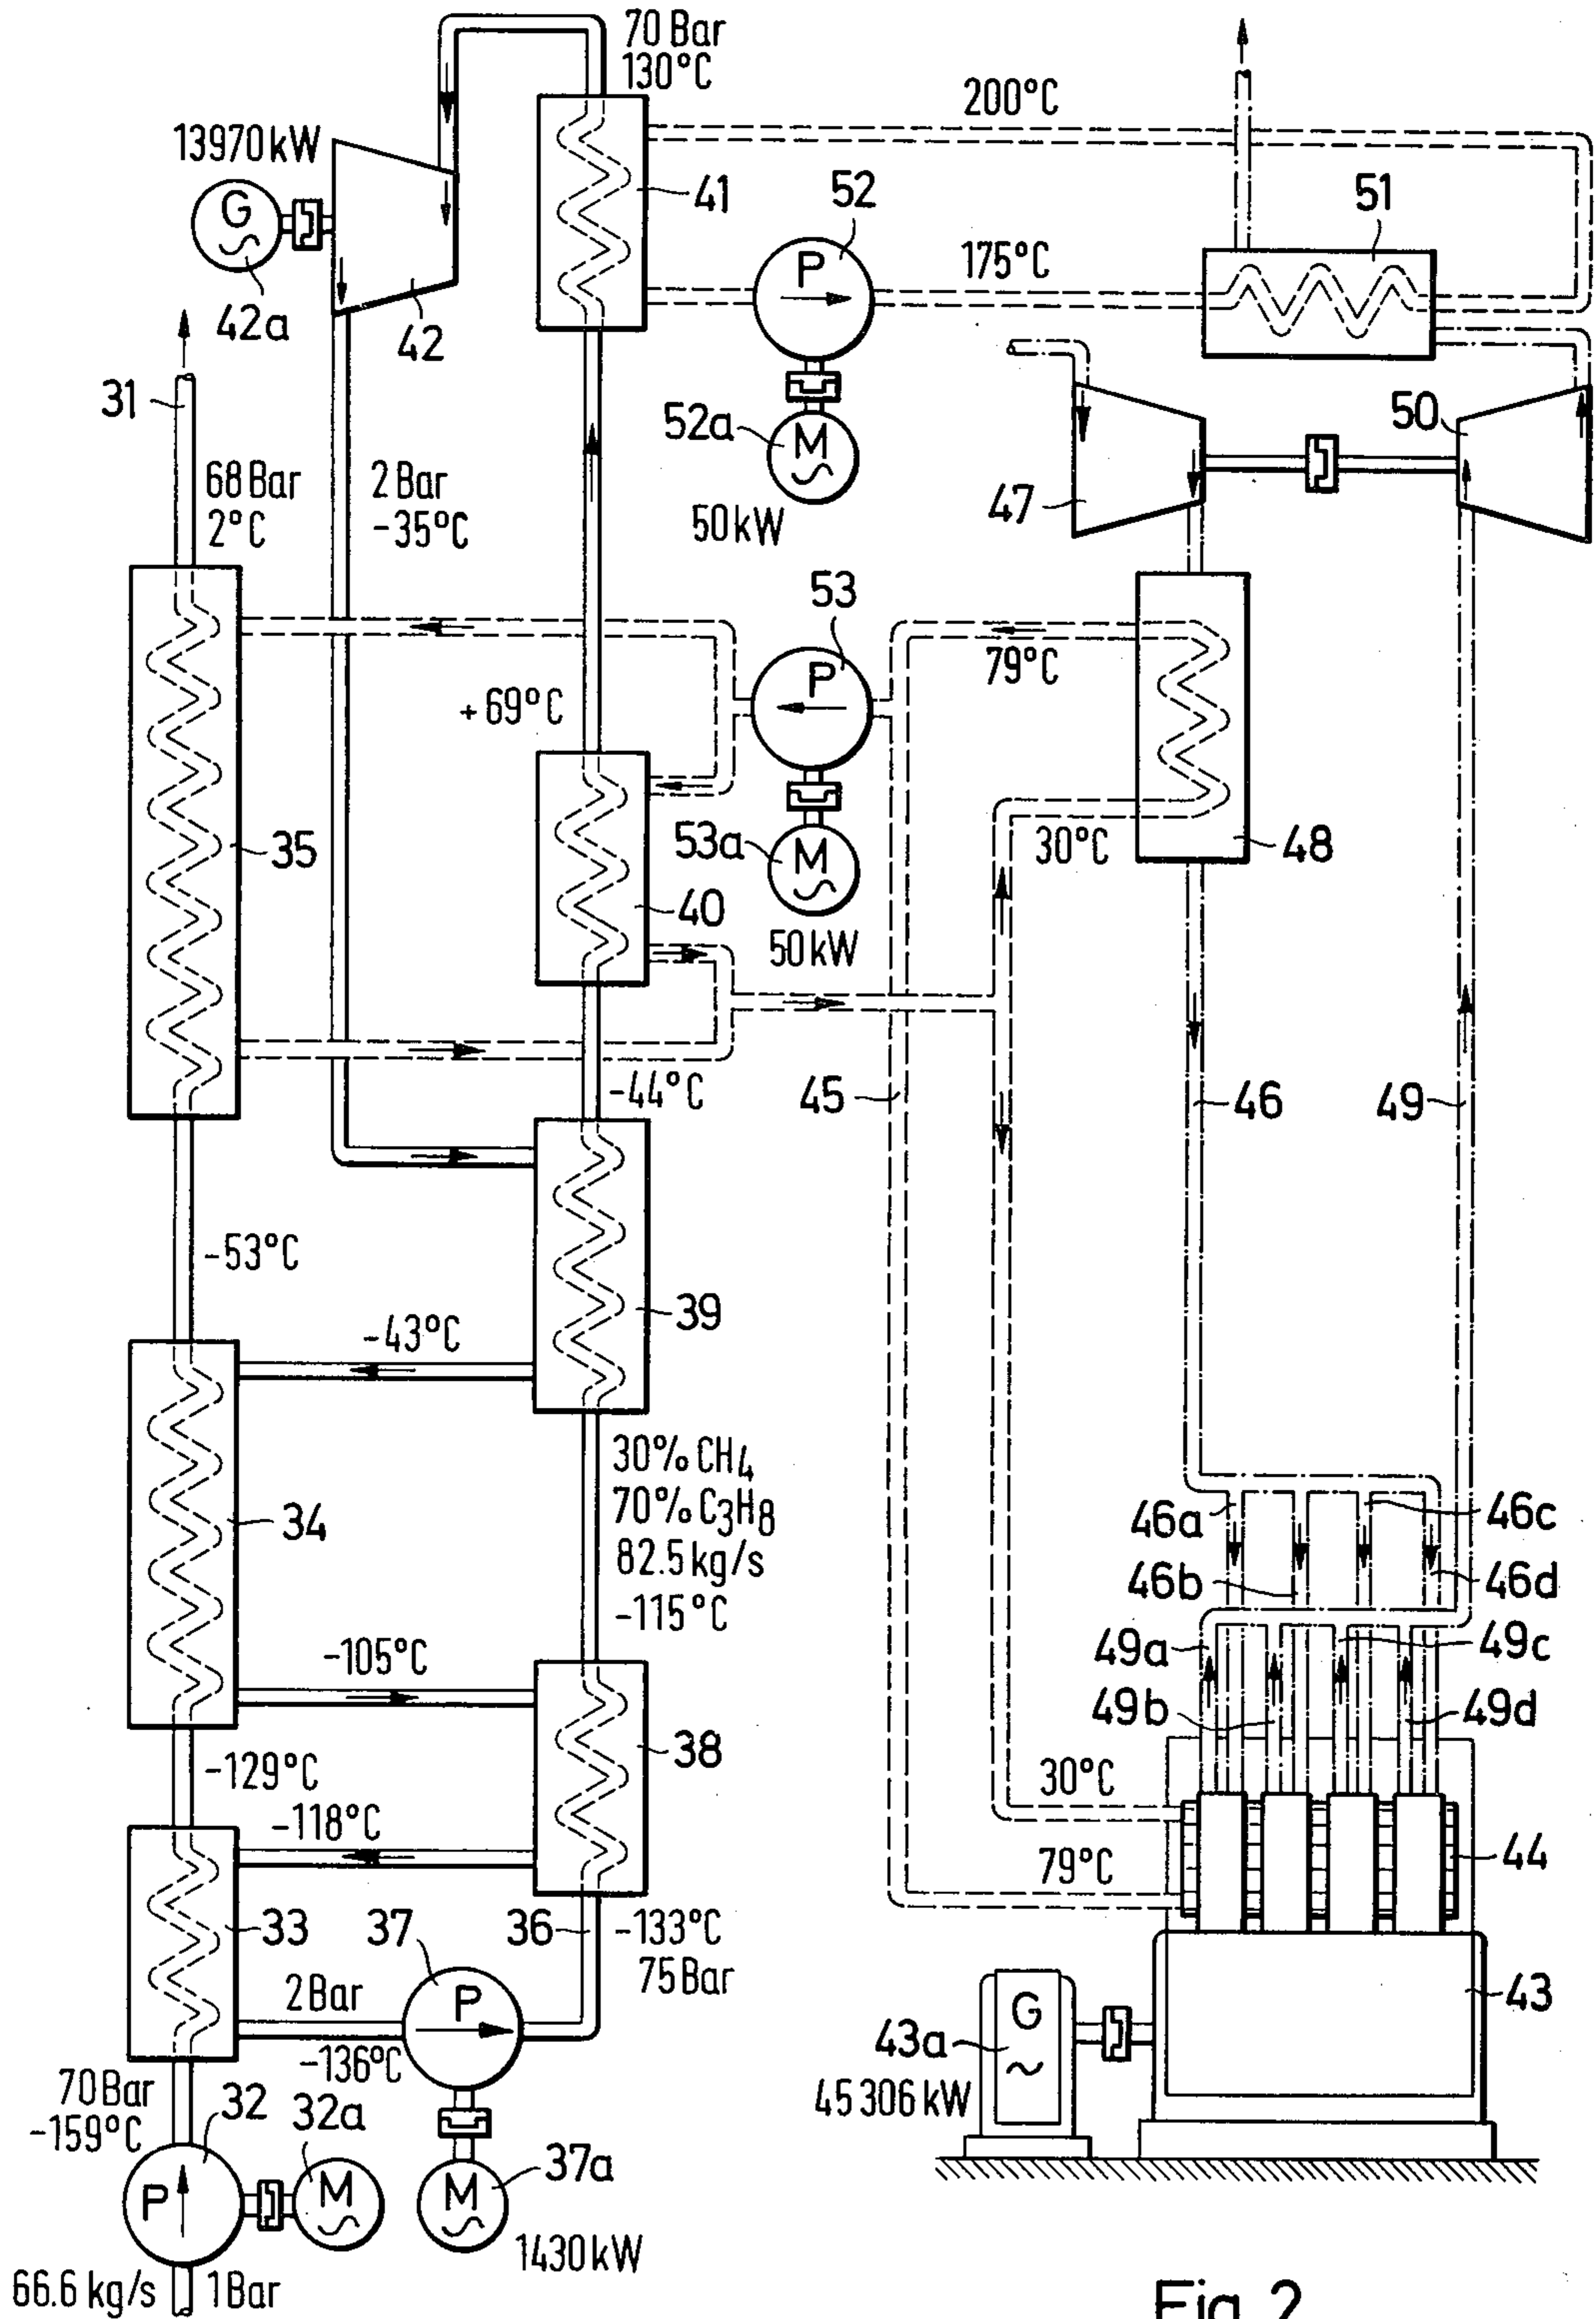 70 Bar
130°C
200°C
13970 kW
G
41
52
51
P
175°C
42a
42
31
50
52a
M
68 Bar
2°C
2 Bar
-35°C
47
50 kW
53
P
79°C
+69°C
35
53a
M
30°C
48
40
50 kW
-44°C
45
46
49
-53°C
39
-43°C
30% CH4
70% C3H8
82.5 kg/s
-115°C
34
46a
46c
46b
46d
-105°C
49a
49c
49b
49d
38
-129°C
30°C
-118°C
79°C
44
33
37
36
-133°C
75 Bar
2 Bar
P
43
G
43a
-136°C
70 Bar
-159°C
32
32a
45 306 kW
P
M
M
37a
1430 kW
66.6 kg/s
1 Bar
Fig. 2